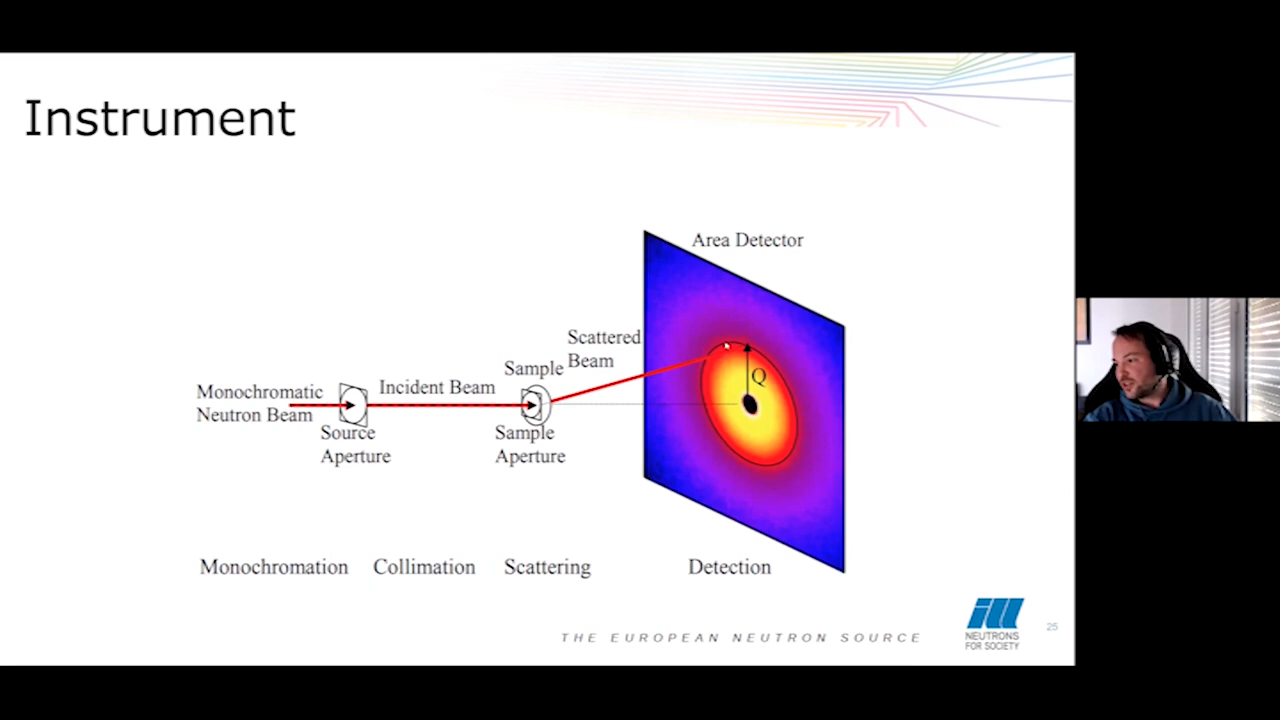 Instrument
Area Detector
Scattered
Beam
Sample
Q
Monochromatic
Neutron Beam
Incident Beam
Source
Aperture
Sample
Aperture
Monochromation
Collimation
Scattering
Detection
THE EUROPEAN NEUTRON SOURCE
ill
NEUTRONS
FOR SOCIETY
25